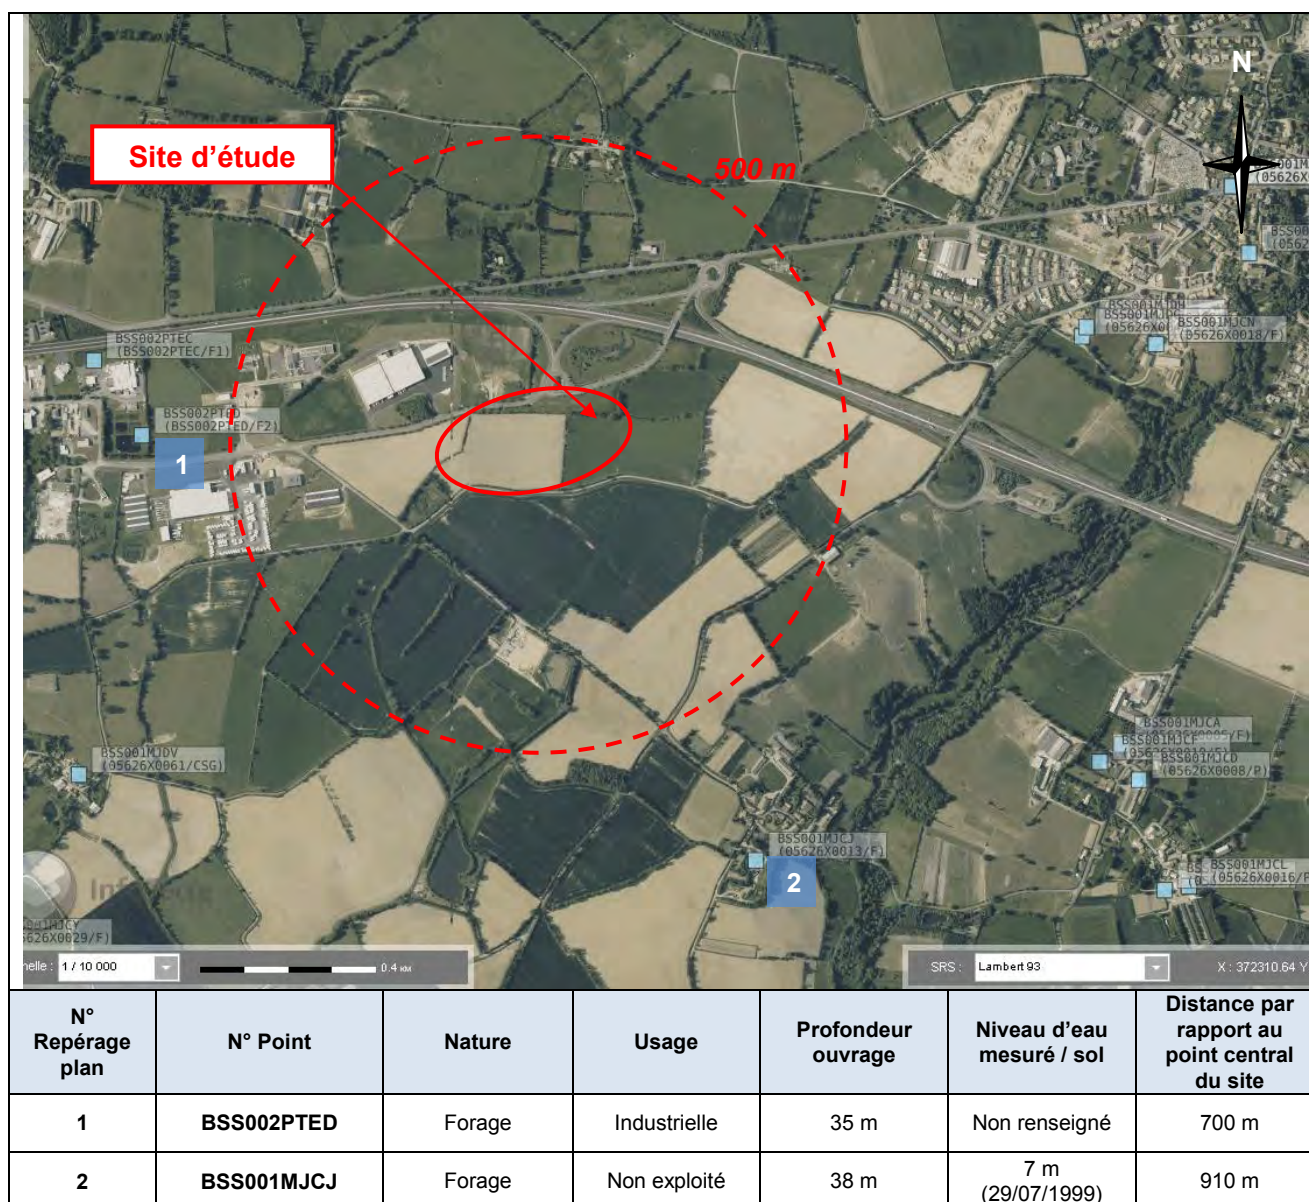 N
Site d'étude
500 m
BSS002PTEC
(BSS002PTEC/F1)
BSS002PTED
(BSS002PTED/F2)
1
BSS001MJCN
(05626X0018/F)
BSS001MJDV
(05626X0061/CSG)
BSS001MJCA
BSS001MJCF
BSS001MJCD
(05626X0008/P)
BSS001MJCJ
(05626X0013/F)
2
BSS001MJCL
(05626X0016/P
1 / 10 000
0.4 KM
SRS :
Lambert 93
X : 372310.64 Y
N° Repérage plan
N° Point
Nature
Usage
Profondeur ouvrage
Niveau d'eau mesuré / sol
Distance par rapport au point central du site
1
BSS002PTED
Forage
Industrielle
35 m
Non renseigné
700 m
2
BSS001MJCJ
Forage
Non exploité
38 m
7 m (29/07/1999)
910 m